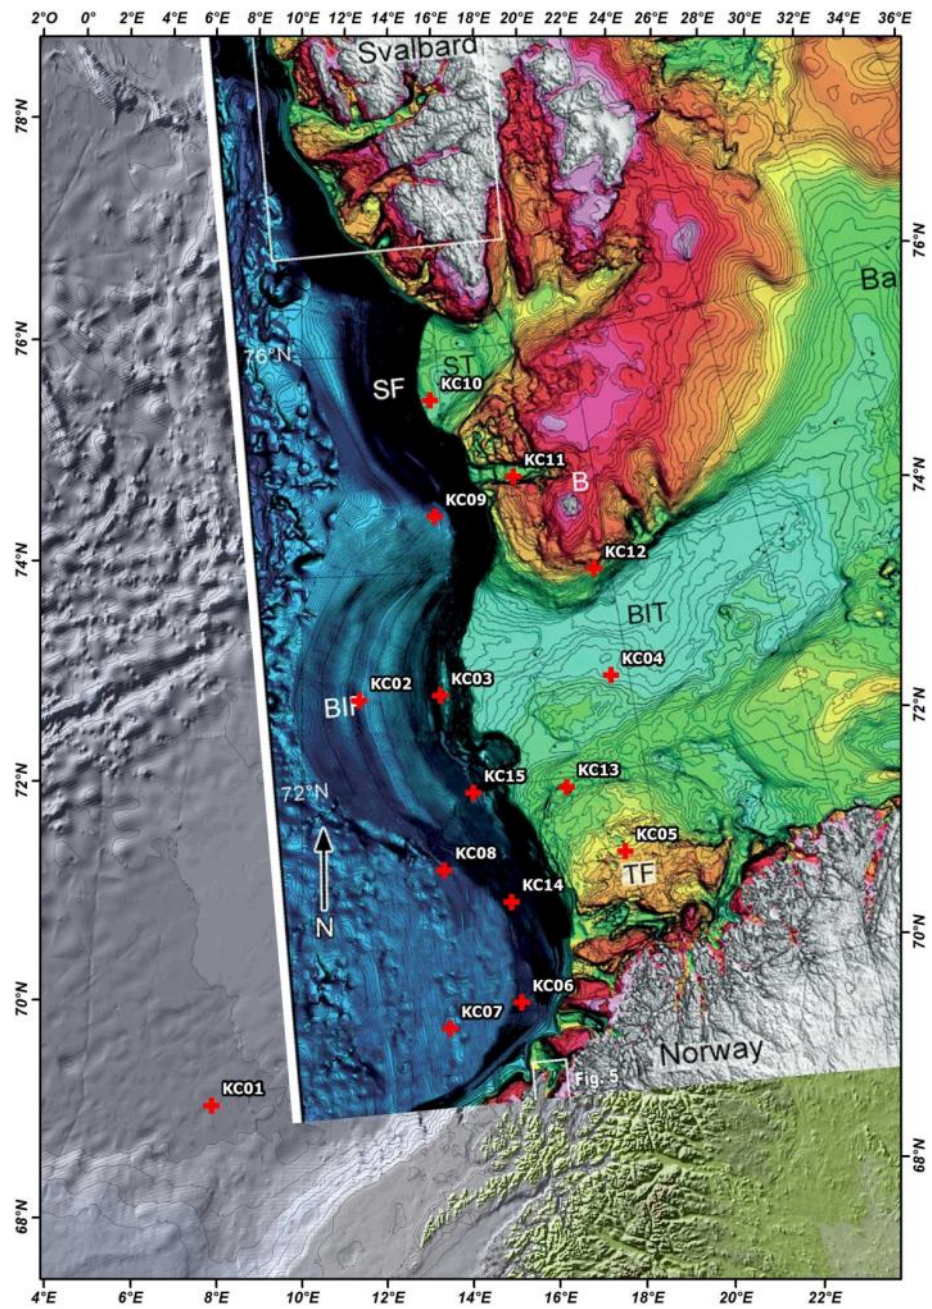 2°O 0° 2°E 4°E 6°E 8°E 10°E 12°E 14°E 16°E 18°E 20°E 22°E 24°E 26°E 28°E 30°E 32°E 34°E 36°E
Svalbard
78°N
76°N
Ba
76°N
76°N
SF
ST
KC10
KC11
B
74°N
KC09
74°N
KC12
BIT
KC04
KC03
KC02
BIF
72°N
72°N
72°N
KC15
KC13
KC05
TF
KC08
KC14
N
70°N
70°N
KC06
KC07
Norway
Fig. 5
KC01
68°N
68°N
4°E 6°E 8°E 10°E 12°E 14°E 16°E 18°E 20°E 22°E